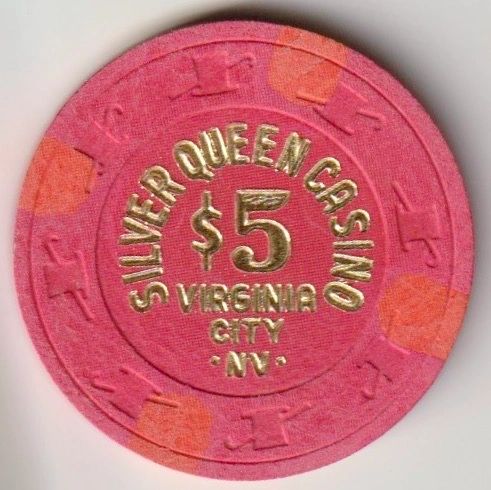 SILVER QUEEN CASINO
$5
VIRGINIA
CITY
·NV·